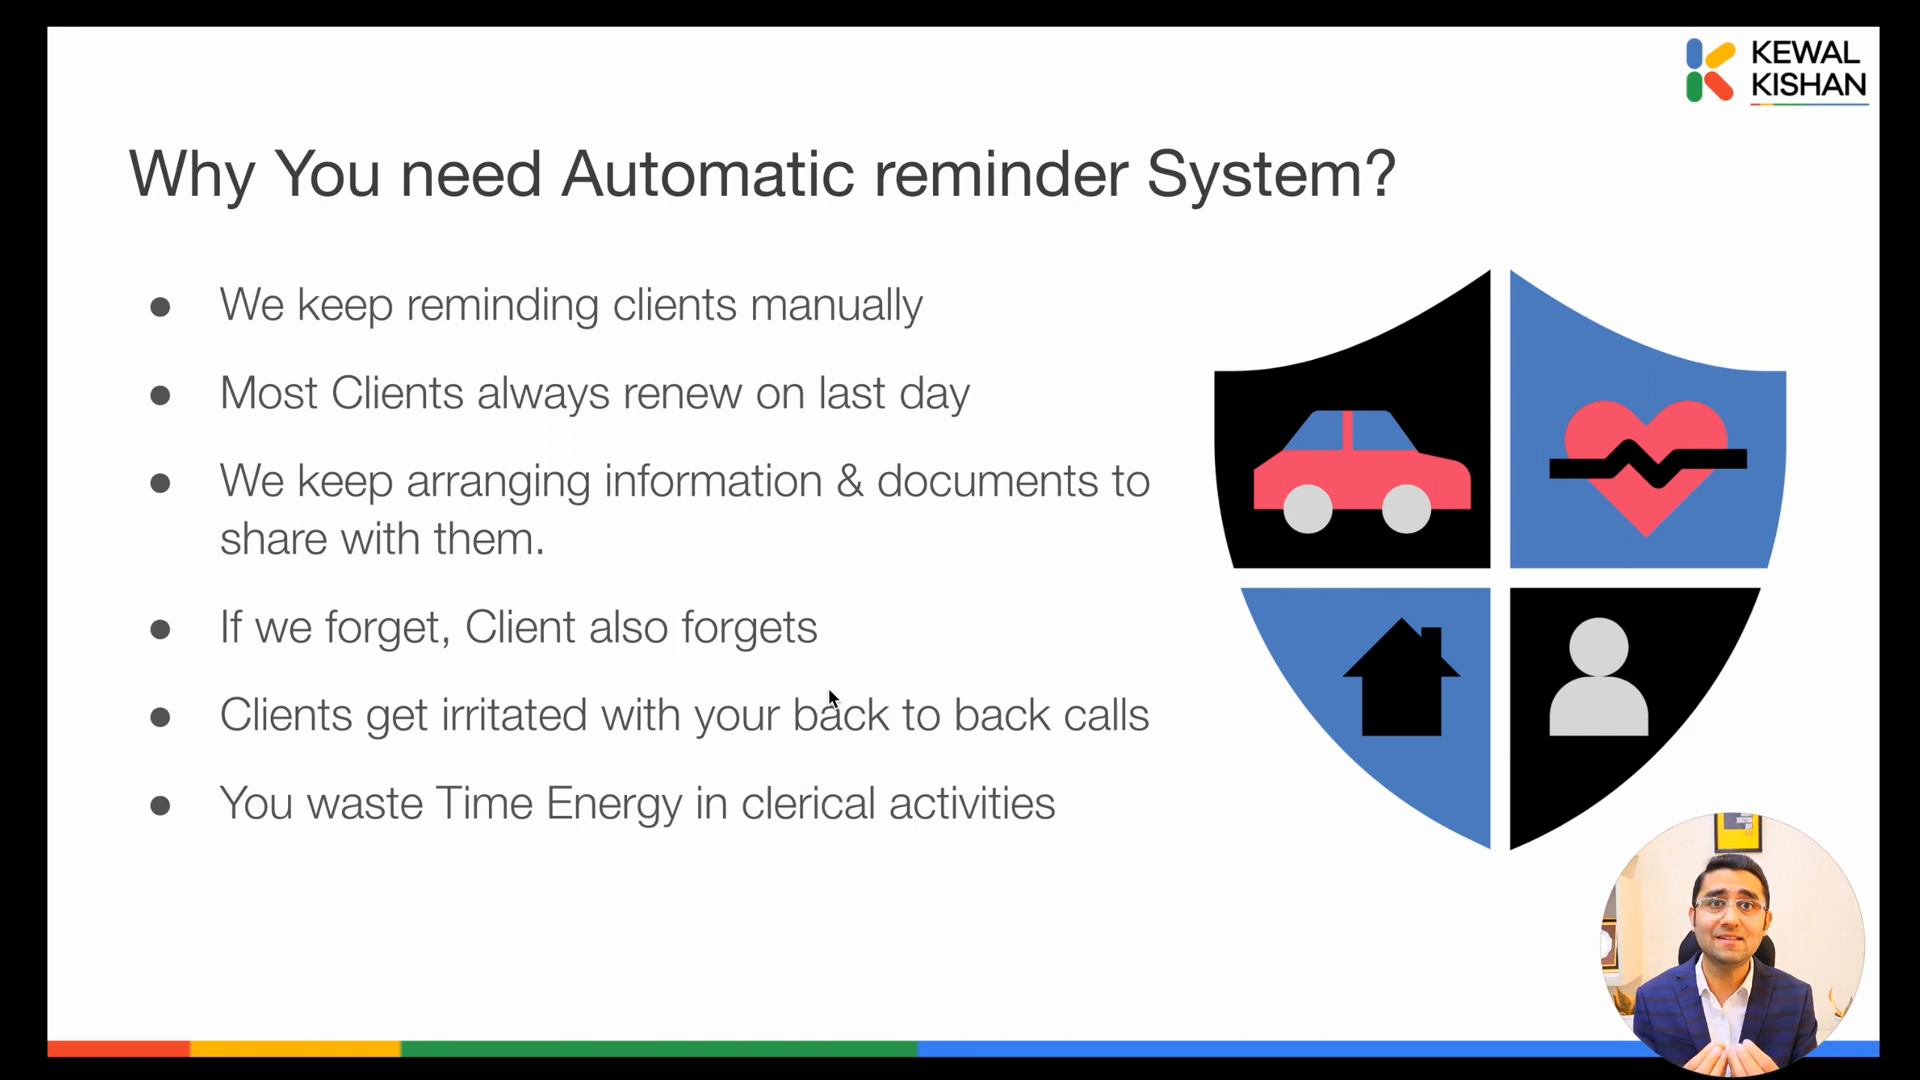 KEWAL
KISHAN
Why You need Automatic reminder System?
● We keep reminding clients manually
● Most Clients always renew on last day
● We keep arranging information & documents to
share with them.
● If we forget, Client also forgets
● Clients get irritated with your back to back calls
● You waste Time Energy in clerical activities